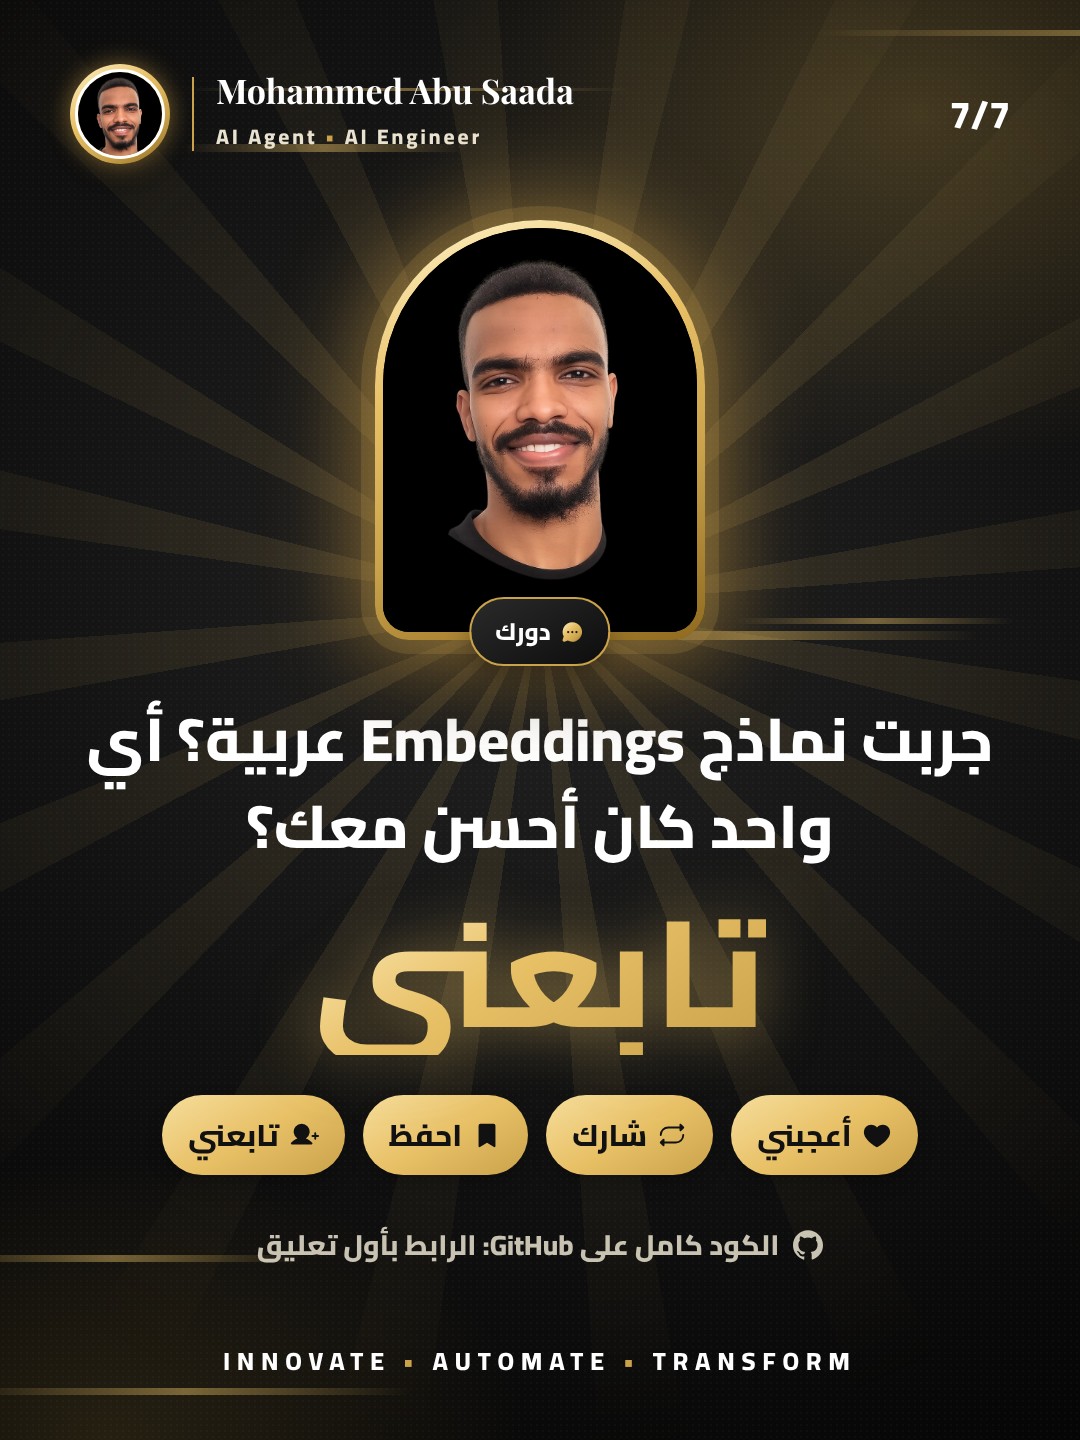 Mohammed Abu Saada
AI Agent ▪ AI Engineer
7/7
دورك
جربت نماذج Embeddings عربية؟ أي
واحد كان أحسن معك؟
تابعني
أعجبني
شارك
احفظ
تابعني
الكود كامل على GitHub: الرابط بأول تعليق
INNOVATE ▪ AUTOMATE ▪ TRANSFORM